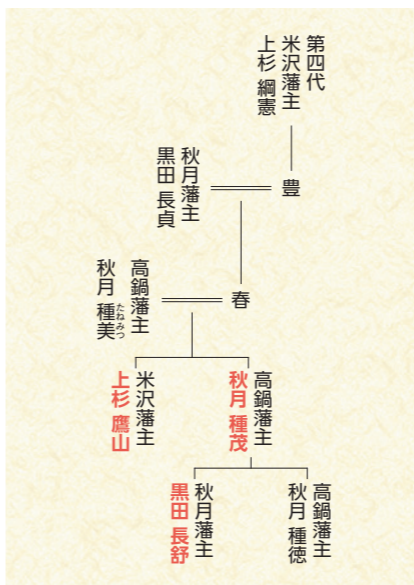 第四代
米沢藩主
上杉 綱憲
豊
秋月藩主
黒田 長貞
春
高鍋藩主
秋月 種美
たねみつ
高鍋藩主
秋月 種茂
米沢藩主
上杉 鷹山
高鍋藩主
秋月 種徳
秋月藩主
黒田 長舒